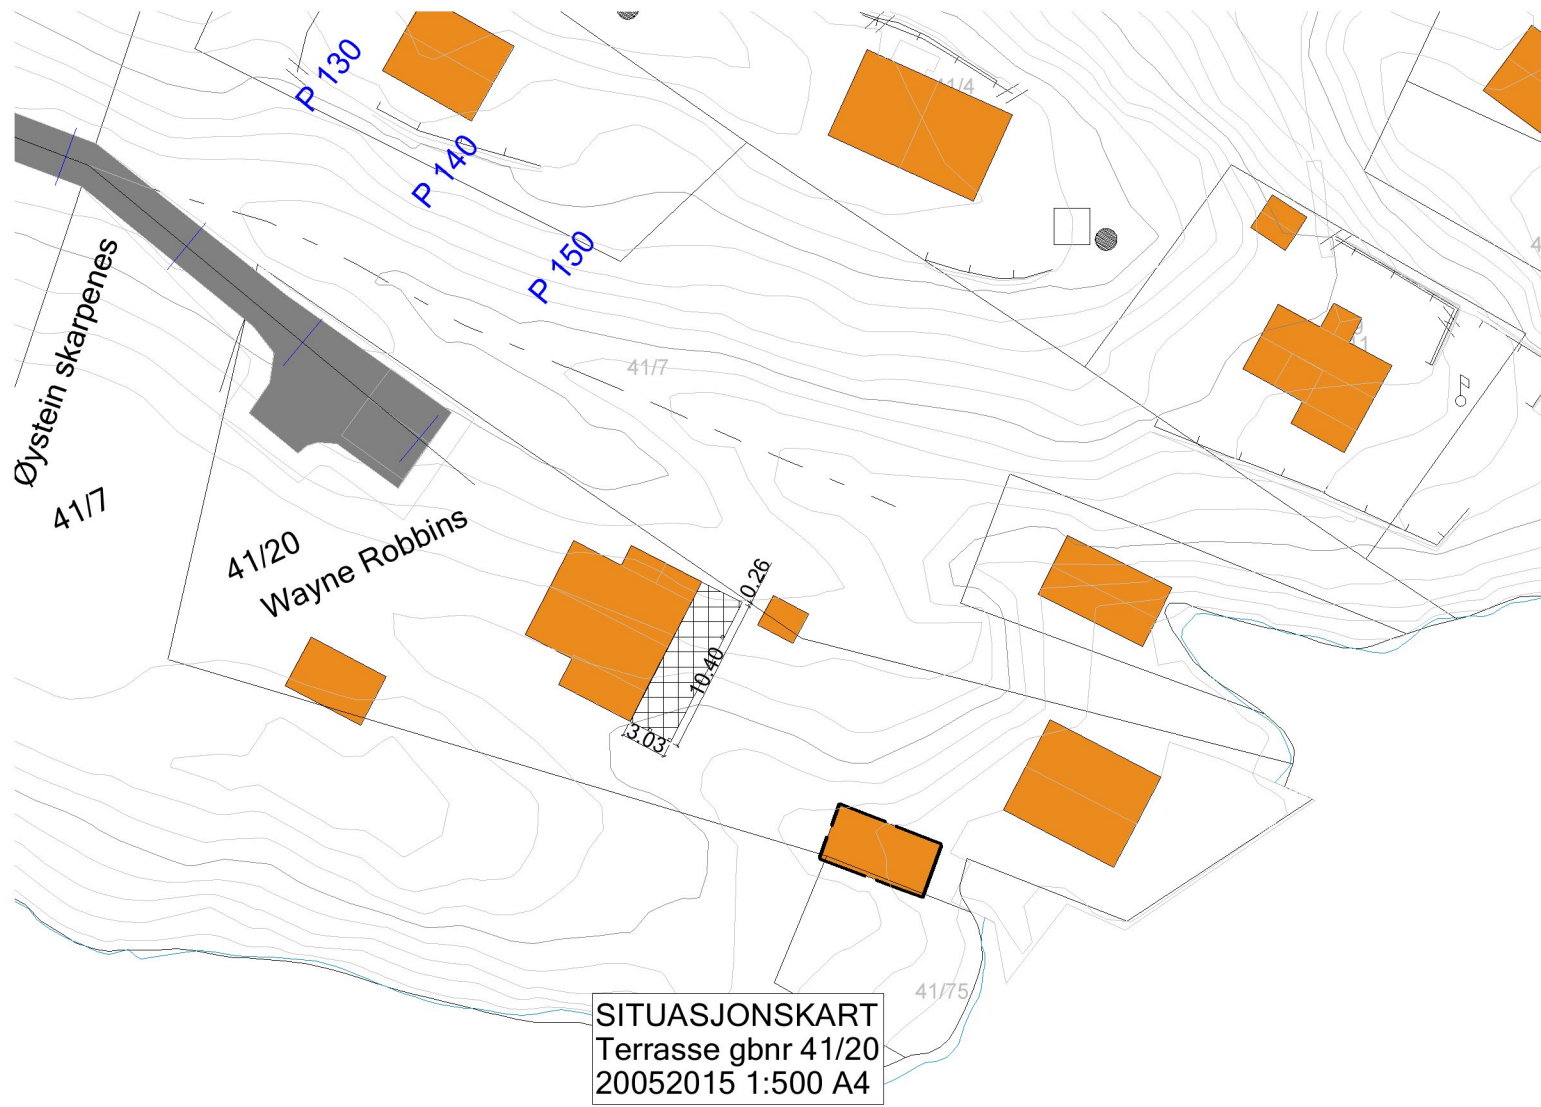 P 130
41/4
P 140
P 150
Øystein skarpenes
41/7
41/7
41/20
Wayne Robbins
0.26
10.40
3.03
41/75
SITUASJONSKART
Terrasse gbnr 41/20
20052015 1:500 A4